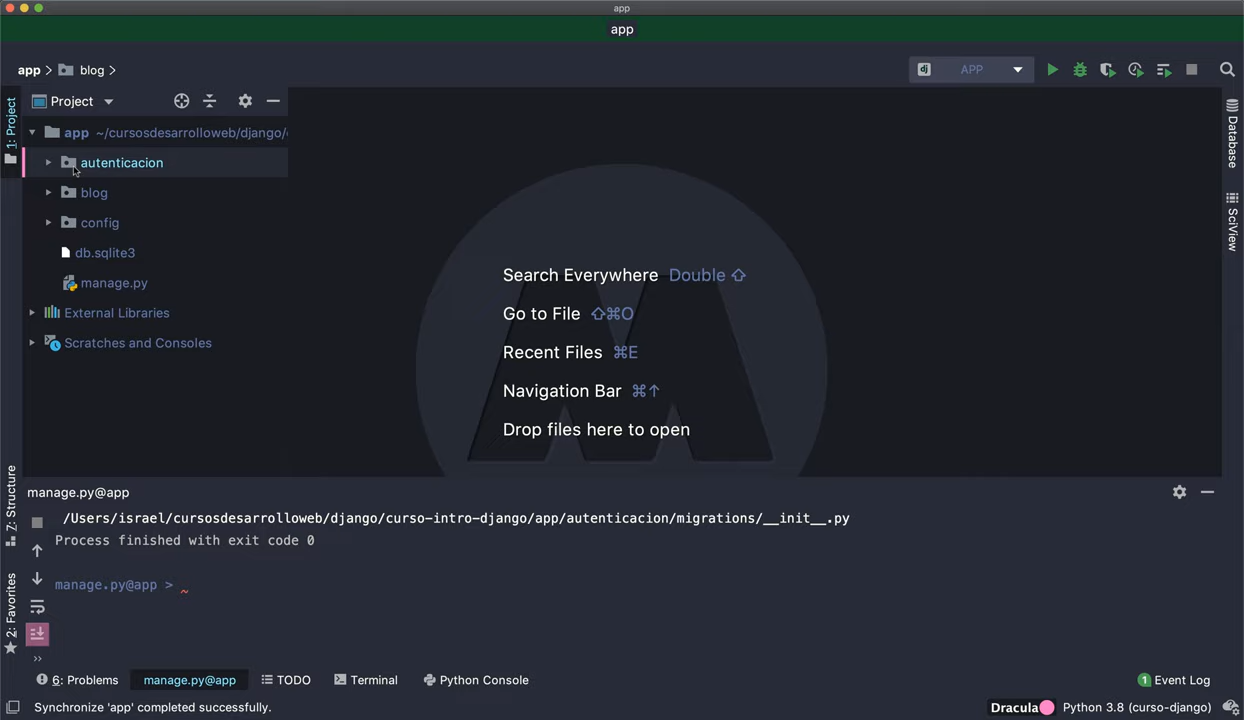 app
app
app
blog
APP
Project
1: Project
app ~/cursosdesarrolloweb/django/
autenticacion
blog
config
db.sqlite3
manage.py
External Libraries
Scratches and Consoles
Search Everywhere Double ⇧
Go to File ⇧⌘O
Recent Files ⌘E
Navigation Bar ⌘↑
Drop files here to open
Database
SciView
Z: Structure
2: Favorites
manage.py@app
/Users/israel/cursosdesarrolloweb/django/curso-intro-django/app/autenticacion/migrations/__init__.py
Process finished with exit code 0
manage.py@app > ~
6: Problems
manage.py@app
TODO
Terminal
Python Console
1 Event Log
Synchronize 'app' completed successfully.
Dracula
Python 3.8 (curso-django)